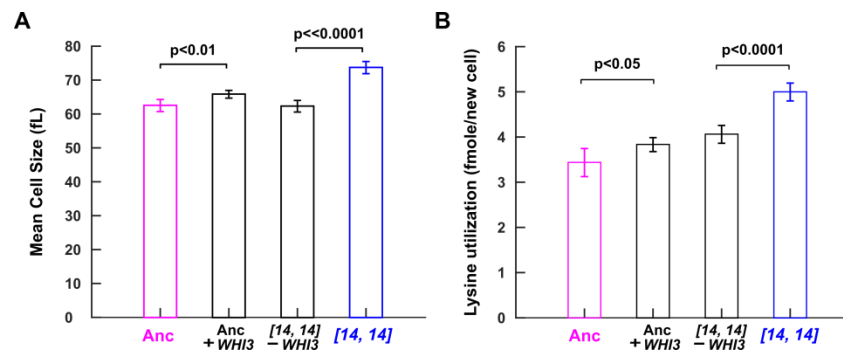 A
Mean Cell Size (fL)
80
70
60
50
40
30
20
10
0
p<0.01
p<<0.0001
Anc
Anc
+ WHI3
[14, 14]
− WHI3
[14, 14]
B
Lysine utilization (fmole/new cell)
6
5
4
3
2
1
0
p<0.05
p<0.0001
Anc
Anc
+ WHI3
[14, 14]
− WHI3
[14, 14]